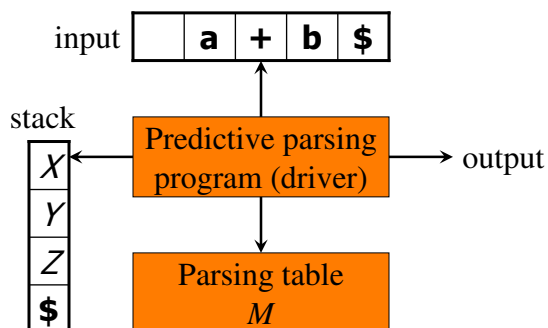 input a + b $
stack
Predictive parsing
program (driver)
output
X
Y
Z
$
Parsing table
M